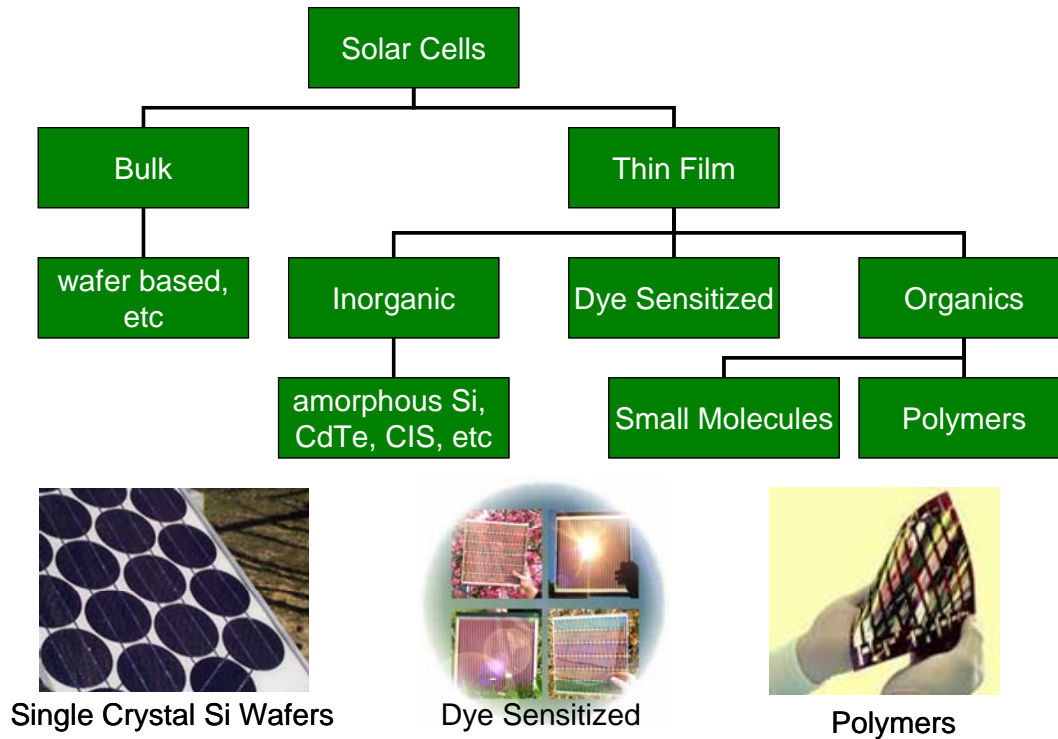 Solar Cells
Bulk
Thin Film
wafer based,
etc
Inorganic
Dye Sensitized
Organics
amorphous Si,
CdTe, CIS, etc
Small Molecules
Polymers
Single Crystal Si Wafers
Dye Sensitized
Polymers